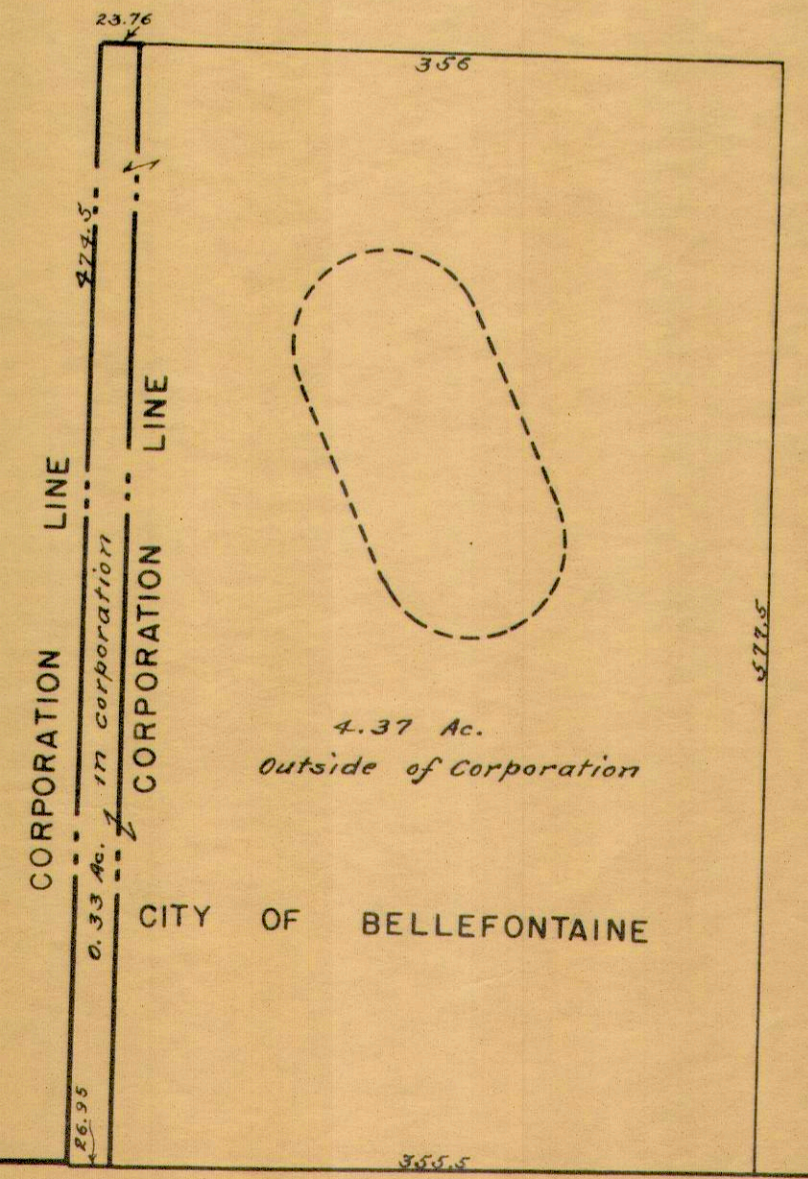 23.76
356
474.5
CORPORATION LINE
0.33 Ac. in corporation
CORPORATION LINE
577.5
4.37 Ac.
Outside of Corporation
CITY OF BELLEFONTAINE
26.95
355.5